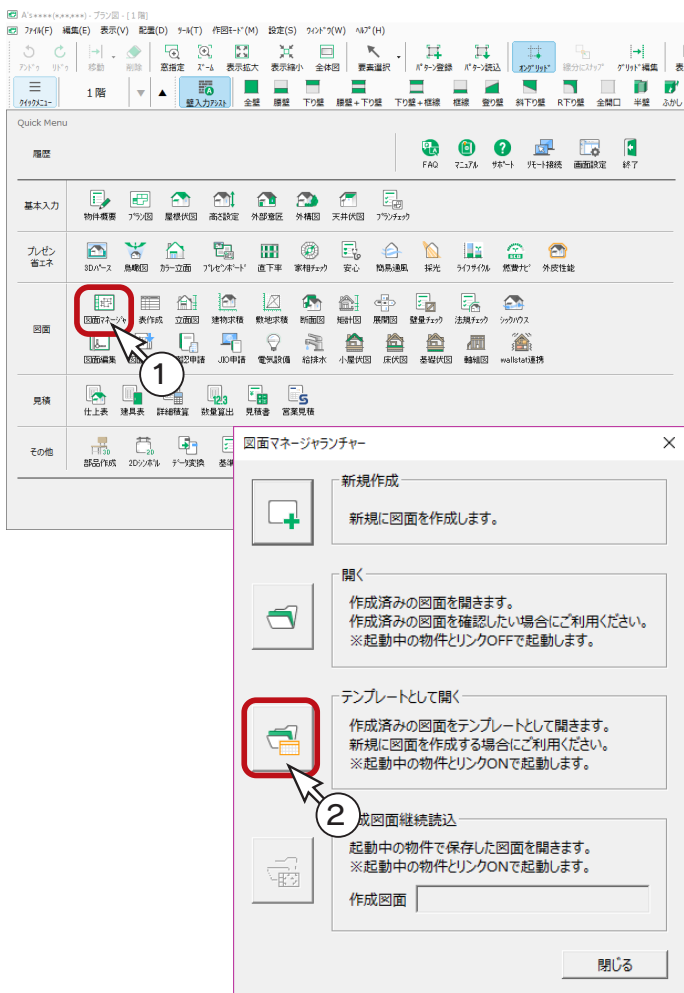 A's****(*,**,***) - プラン図 - [1 階]
ファイル(F) 編集(E) 表示(V) 配置(D) ツール(T) 作図モード(M) 設定(S) ウインドウ(W) ヘルプ(H)
アンドゥ リドゥ 移動 削除 窓指定 ズーム 表示拡大 表示縮小 全体図 要素選択 パターン登録 パターン読込 オングリッド 線分にスナップ グリッド編集 表
クイックメニュー 1 階 壁入力アシスト 全壁 腰壁 下り壁 腰壁+下り壁 下り壁+框線 框線 登り壁 斜下り壁 R下り壁 全開口 半壁 ふかし
Quick Menu
履歴
FAQ マニュアル サポート リモート接続 画面設定 終了
基本入力
物件概要 プラン図 屋根伏図 高さ設定 外部意匠 外構図 天井伏図 プランチェック
プレゼン
省エネ
3Dパース 鳥瞰図 カラー立面 プレゼンボード 直下率 家相チェック 安心 簡易通風 採光 ライフサイクル 燃費ナビ 外皮性能
図面
図面マネージャ 表作成 立面図 建物求積 敷地求積 断面図 矩計図 展開図 壁量チェック 法規チェック シックハウス
図面編集 確認申請 JIO申請 電気設備 給排水 小屋伏図 床伏図 基礎伏図 軸組図 wallstat連携
1
見積
仕上表 建具表 詳細積算 数量算出 見積書 営業見積
その他
部品作成 2Dシンボル データ変換 基準
図面マネージャランチャー
新規作成
新規に図面を作成します。
開く
作成済みの図面を開きます。
作成済みの図面を確認したい場合にご利用ください。
※起動中の物件とリンクOFFで起動します。
テンプレートとして開く
作成済みの図面をテンプレートとして開きます。
新規に図面を作成する場合にご利用ください。
※起動中の物件とリンクONで起動します。
2
成図面継続読込
起動中の物件で保存した図面を開きます。
※起動中の物件とリンクONで起動します。
作成図面
閉じる